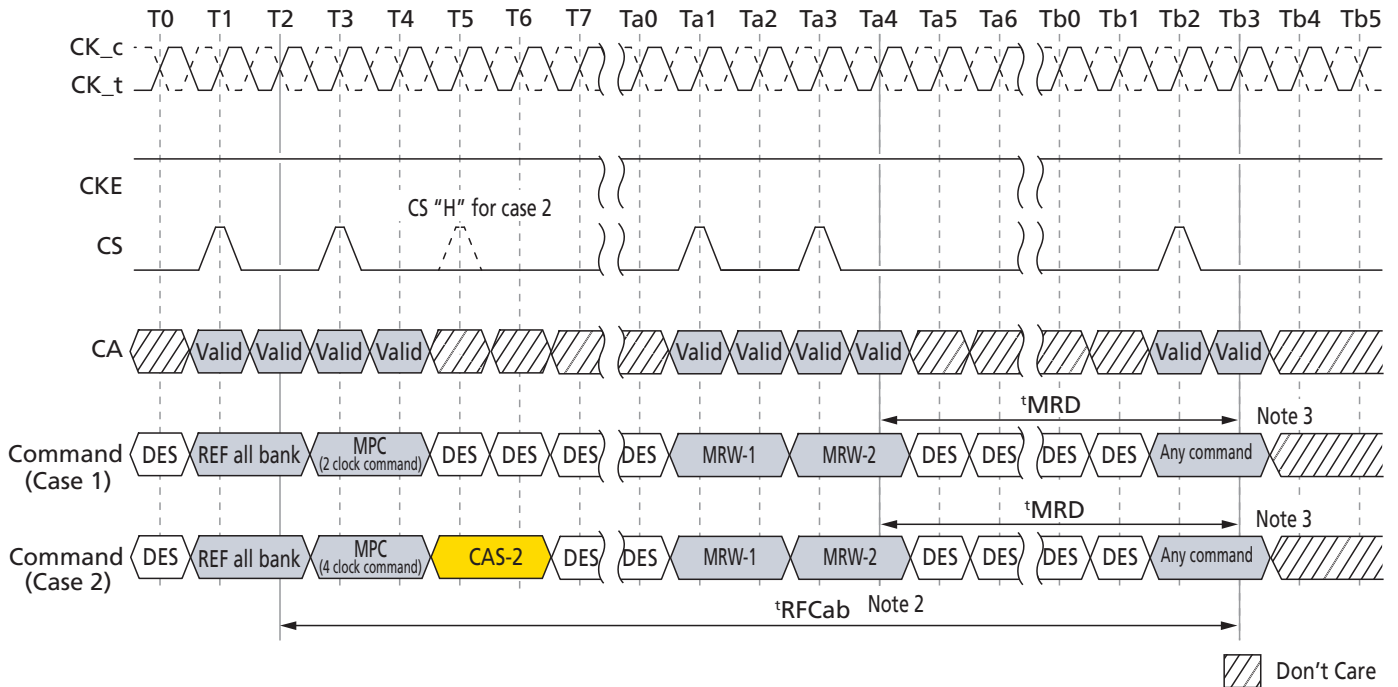 T0 T1 T2 T3 T4 T5 T6 T7 Ta0 Ta1 Ta2 Ta3 Ta4 Ta5 Ta6 Tb0 Tb1 Tb2 Tb3 Tb4 Tb5
CK_c
CK_t
CKE
CS "H" for case 2
CS
CA Valid Valid Valid Valid Valid Valid Valid Valid Valid Valid
tMRD Note 3
Command (Case 1) DES REF all bank MPC (2 clock command) DES DES DES DES MRW-1 MRW-2 DES DES DES DES Any command
tMRD Note 3
Command (Case 2) DES REF all bank MPC (4 clock command) CAS-2 DES DES MRW-1 MRW-2 DES DES DES DES Any command
tRFCab Note 2
Don't Care